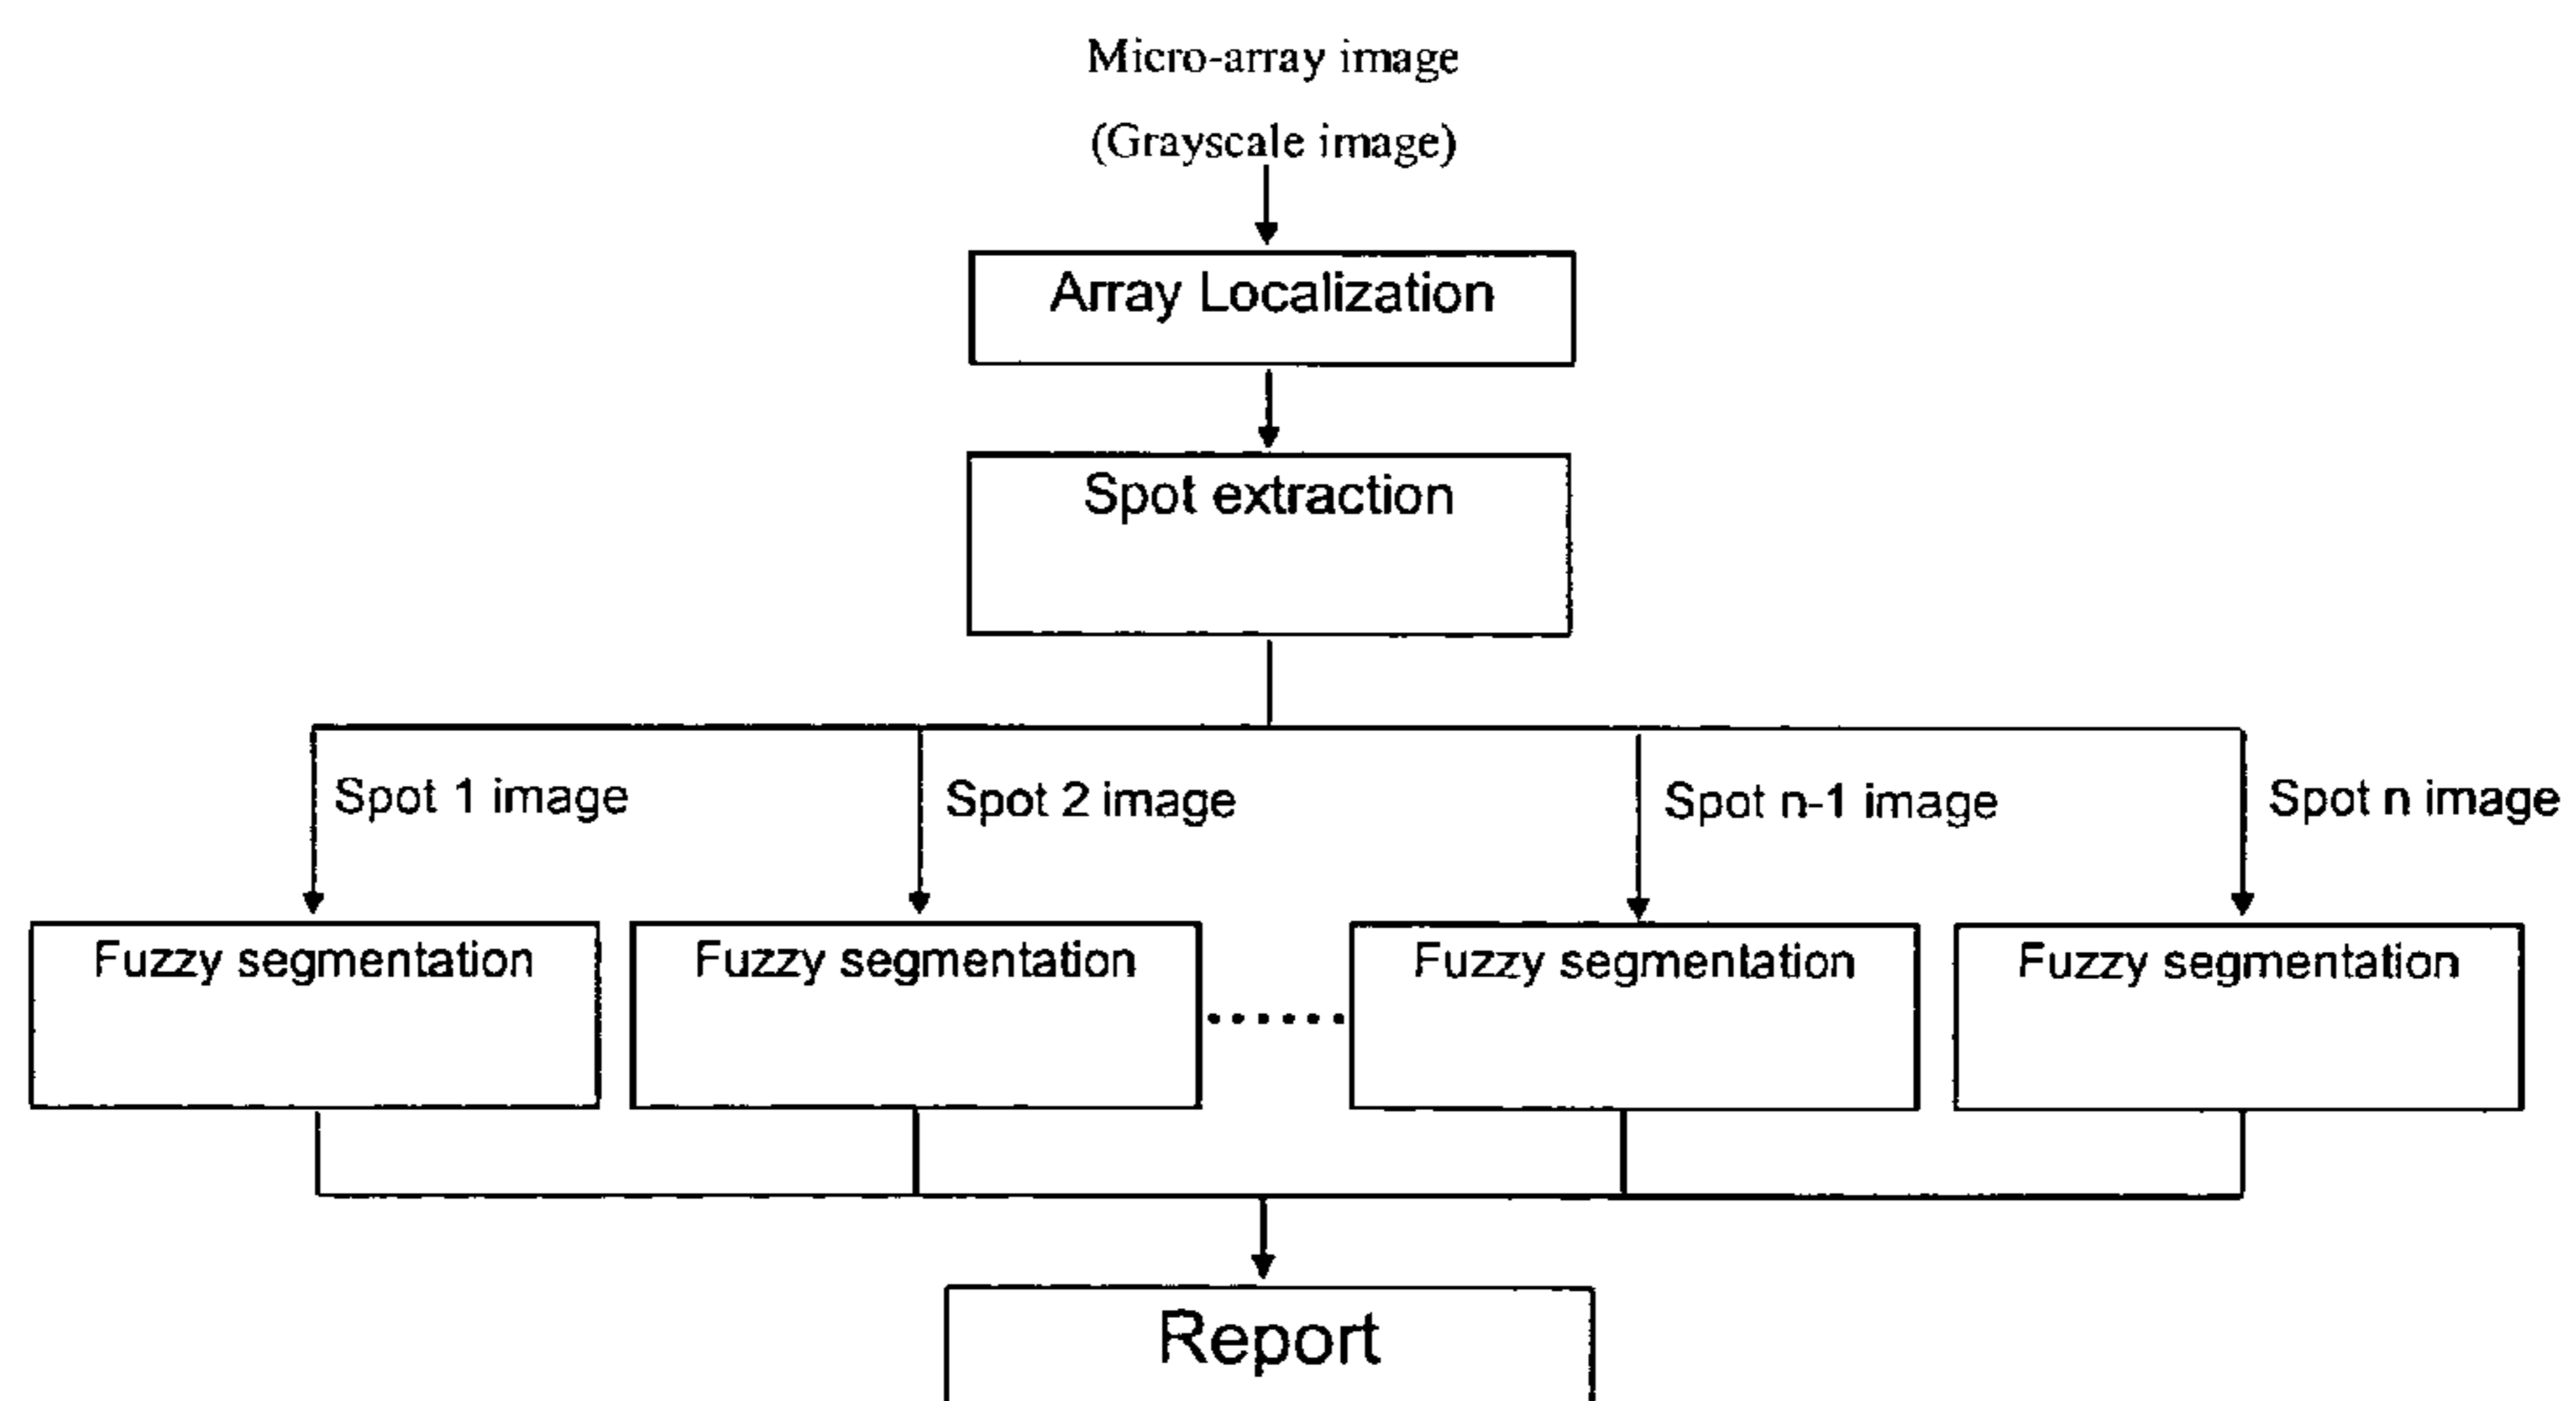 Micro-array image
(Grayscale image)
Array Localization
Spot extraction
Spot 1 image
Spot 2 image
Spot n-1 image
Spot n image
Fuzzy segmentation
Fuzzy segmentation
Fuzzy segmentation
Fuzzy segmentation
Report